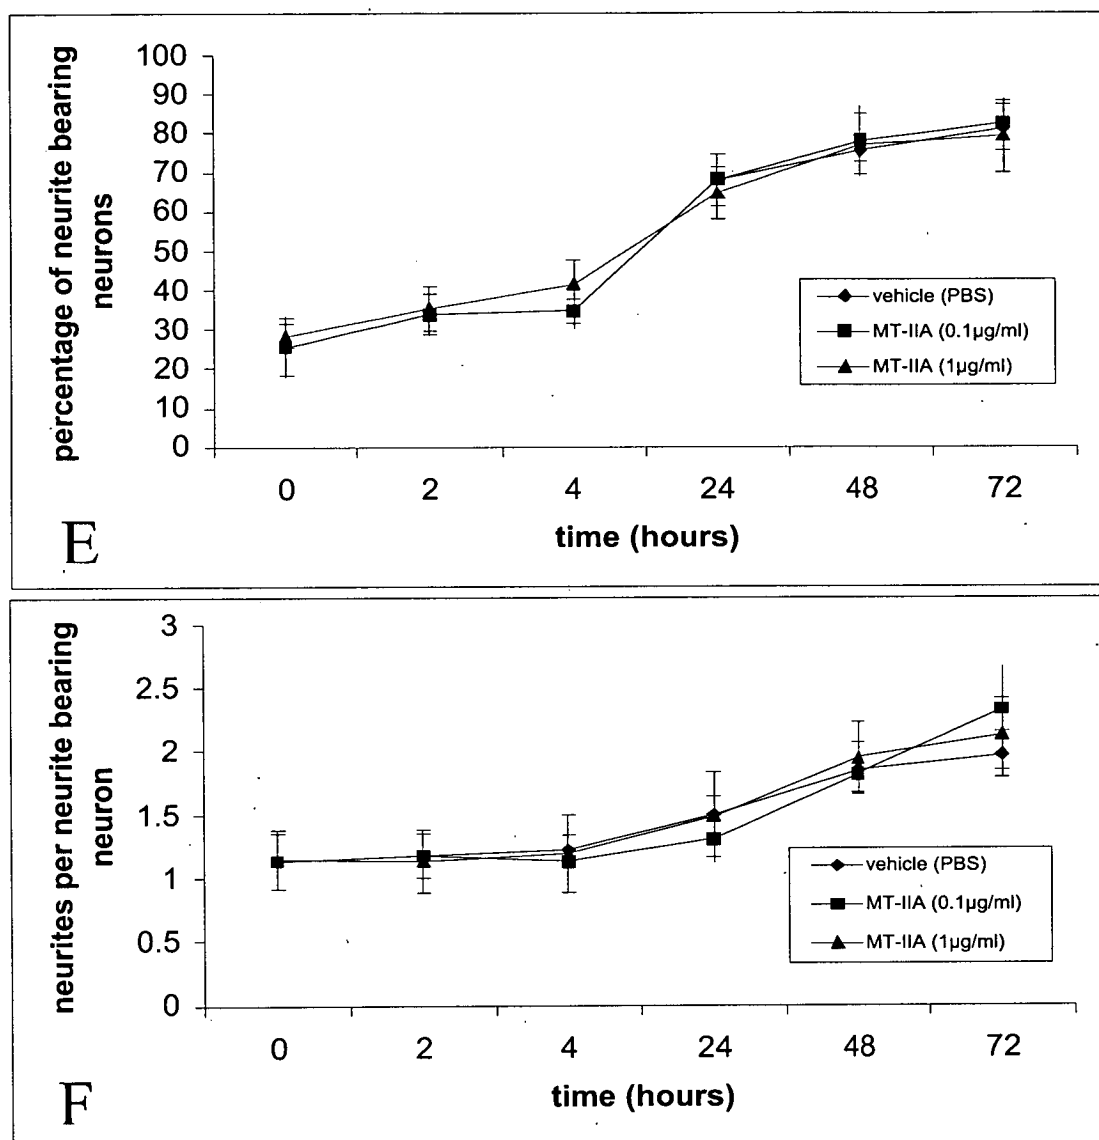 percentage of neurite bearing
neurons
100
90
80
70
60
50
40
30
20
10
0
vehicle (PBS)
MT-IIA (0.1µg/ml)
MT-IIA (1µg/ml)
0 2 4 24 48 72
time (hours)
E
neurites per neurite bearing
neuron
3
2.5
2
1.5
1
0.5
0
vehicle (PBS)
MT-IIA (0.1µg/ml)
MT-IIA (1µg/ml)
0 2 4 24 48 72
time (hours)
F